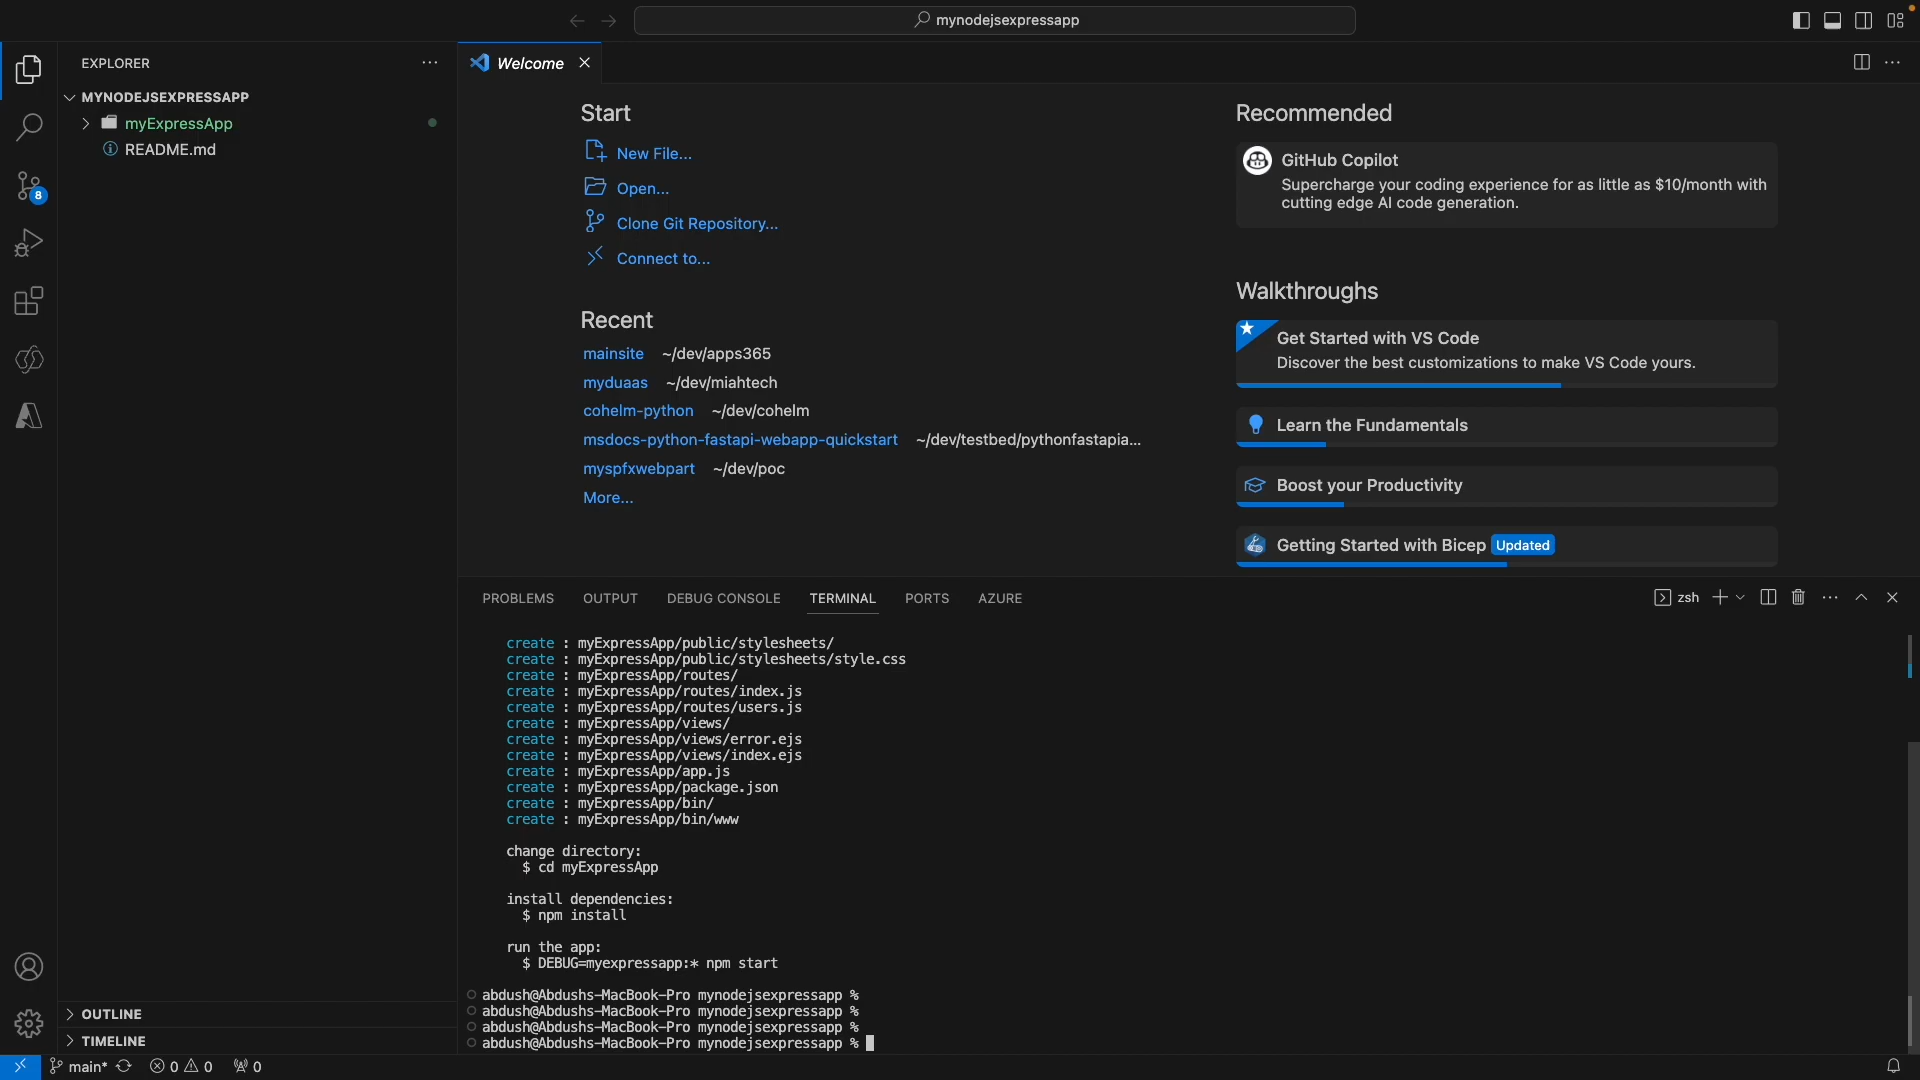 mynodejsexpressapp
EXPLORER
MYNODEJSEXPRESSAPP
myExpressApp
README.md
8
Welcome
Start
New File...
Open...
Clone Git Repository...
Connect to...
Recent
mainsite ~/dev/apps365
myduaas ~/dev/miahtech
cohelm-python ~/dev/cohelm
msdocs-python-fastapi-webapp-quickstart ~/dev/testbed/pythonfastapia...
myspfxwebpart ~/dev/poc
More...
Recommended
GitHub Copilot
Supercharge your coding experience for as little as $10/month with
cutting edge AI code generation.
Walkthroughs
Get Started with VS Code
Discover the best customizations to make VS Code yours.
Learn the Fundamentals
Boost your Productivity
Getting Started with Bicep Updated
PROBLEMS OUTPUT DEBUG CONSOLE TERMINAL PORTS AZURE
zsh
create : myExpressApp/public/stylesheets/
create : myExpressApp/public/stylesheets/style.css
create : myExpressApp/routes/
create : myExpressApp/routes/index.js
create : myExpressApp/routes/users.js
create : myExpressApp/views/
create : myExpressApp/views/error.ejs
create : myExpressApp/views/index.ejs
create : myExpressApp/app.js
create : myExpressApp/package.json
create : myExpressApp/bin/
create : myExpressApp/bin/www
change directory:
$ cd myExpressApp
install dependencies:
$ npm install
run the app:
$ DEBUG=myexpressapp:* npm start
abdush@Abdushs-MacBook-Pro mynodejsexpressapp %
abdush@Abdushs-MacBook-Pro mynodejsexpressapp %
abdush@Abdushs-MacBook-Pro mynodejsexpressapp %
abdush@Abdushs-MacBook-Pro mynodejsexpressapp %
OUTLINE
TIMELINE
main* 0 0 0